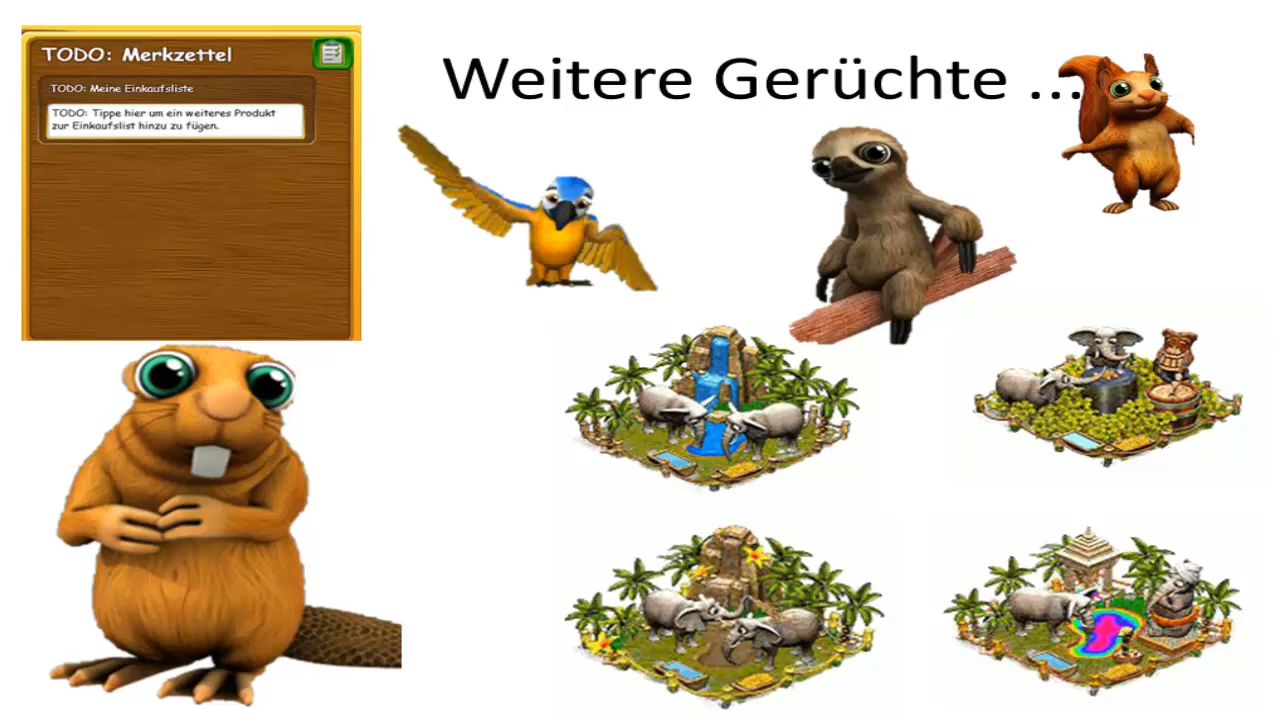 TODO: Merkzettel
TODO: Meine Einkaufsliste
TODO: Tippe hier um ein weiteres Produkt
zur Einkaufslist hinzu zu fügen.
Weitere Gerüchte ...